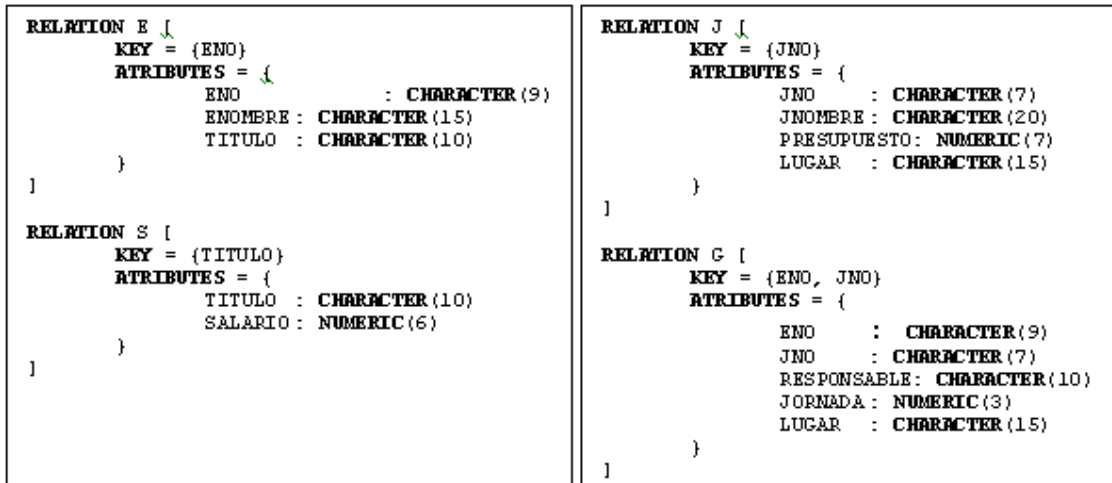 RELATION E [
KEY = {ENO}
ATRIBUTES = {
ENO : CHARACTER(9)
ENOMBRE: CHARACTER(15)
TITULO : CHARACTER(10)
}
]
RELATION S [
KEY = {TITULO}
ATRIBUTES = {
TITULO : CHARACTER(10)
SALARIO: NUMERIC(6)
}
]
RELATION J [
KEY = {JNO}
ATRIBUTES = {
JNO : CHARACTER(7)
JNOMBRE: CHARACTER(20)
PRESUPUESTO: NUMERIC(7)
LUGAR : CHARACTER(15)
}
]
RELATION G [
KEY = {ENO, JNO}
ATRIBUTES = {
ENO : CHARACTER(9)
JNO : CHARACTER(7)
RESPONSABLE: CHARACTER(10)
JORNADA: NUMERIC(3)
LUGAR : CHARACTER(15)
}
]